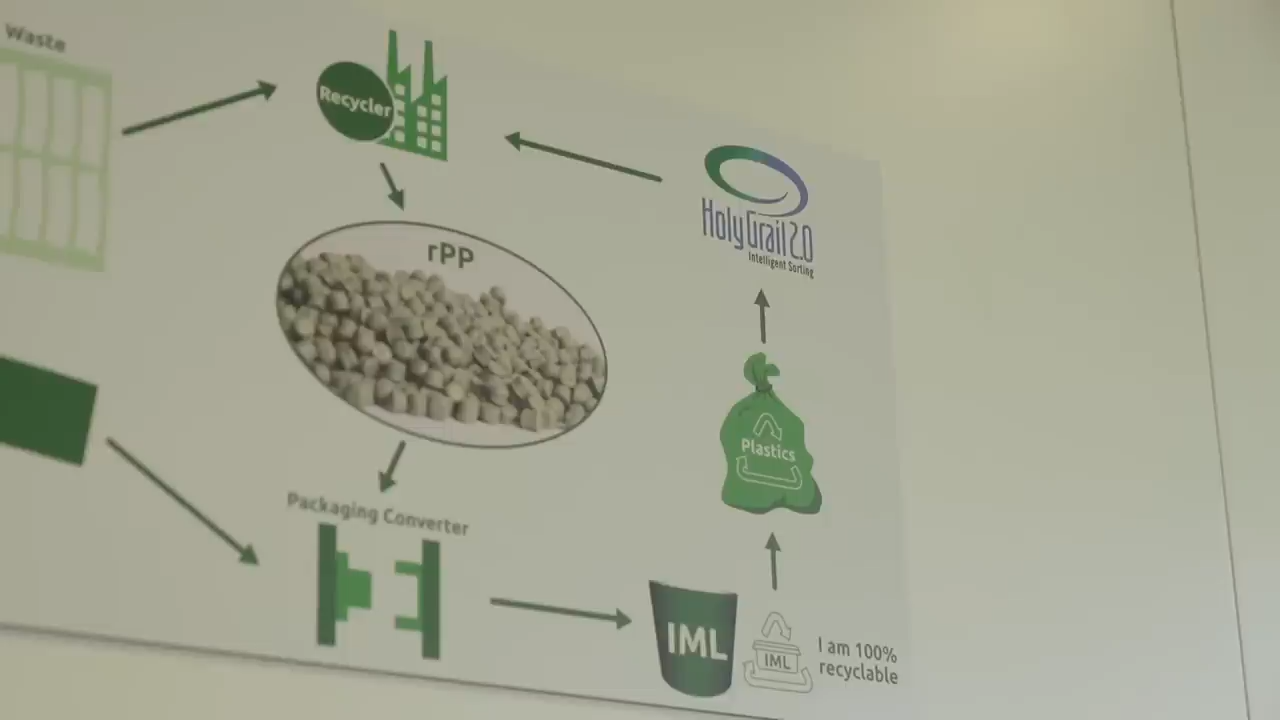 Waste
Recycler
HolyGrail 2.0
Intelligent Sorting
rPP
Plastics
Packaging Converter
IML
IML
I am 100%
recyclable